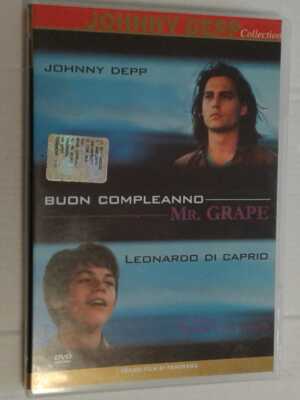 JOHNNY DEPP
Collection
JOHNNY DEPP
BUON COMPLEANNO
MR. GRAPE
LEONARDO DI CAPRIO
DVD